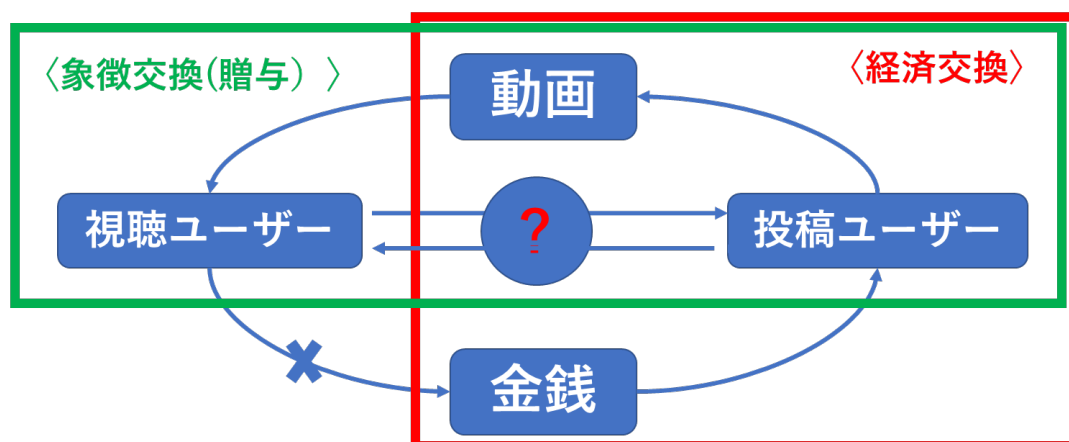 〈象徴交換(贈与) 〉
〈経済交換〉
動画
視聴ユーザー
?
投稿ユーザー
金銭